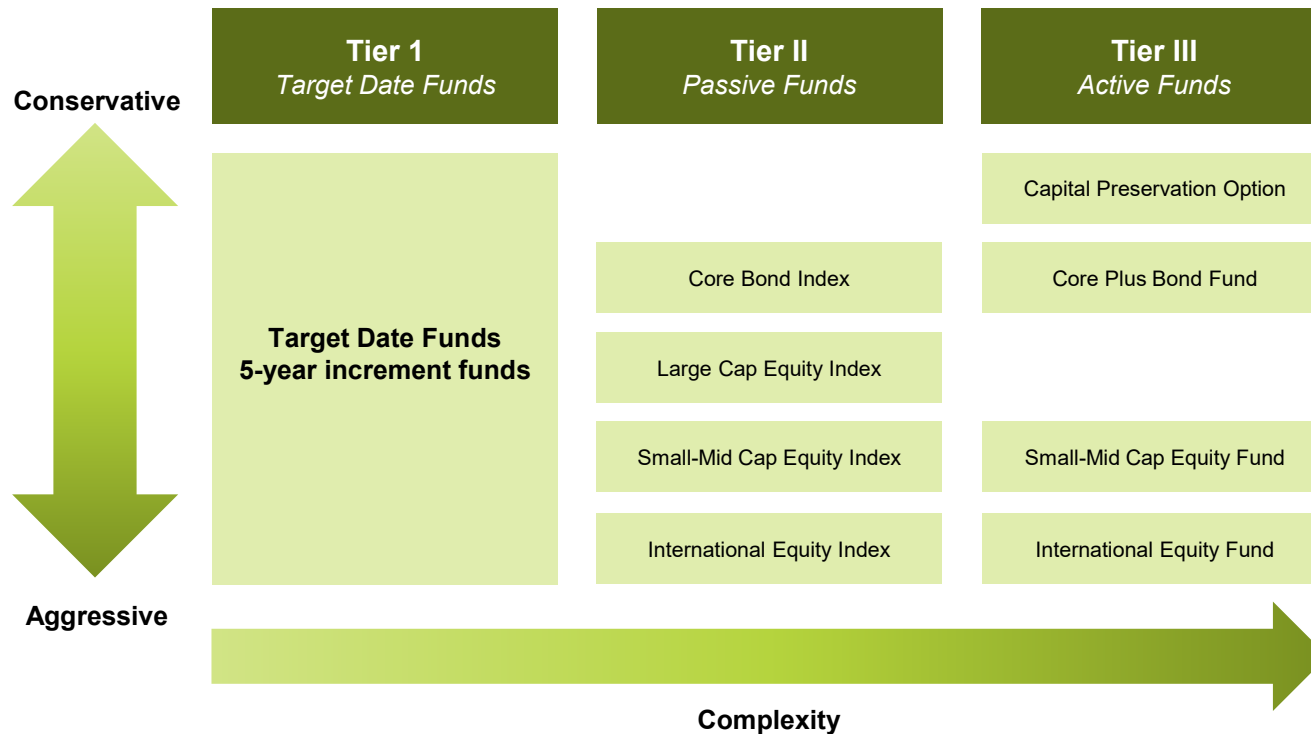 Tier 1
Target Date Funds
Tier II
Passive Funds
Tier III
Active Funds
Conservative
Aggressive
Target Date Funds
5-year increment funds
Core Bond Index
Large Cap Equity Index
Small-Mid Cap Equity Index
International Equity Index
Capital Preservation Option
Core Plus Bond Fund
Small-Mid Cap Equity Fund
International Equity Fund
Complexity